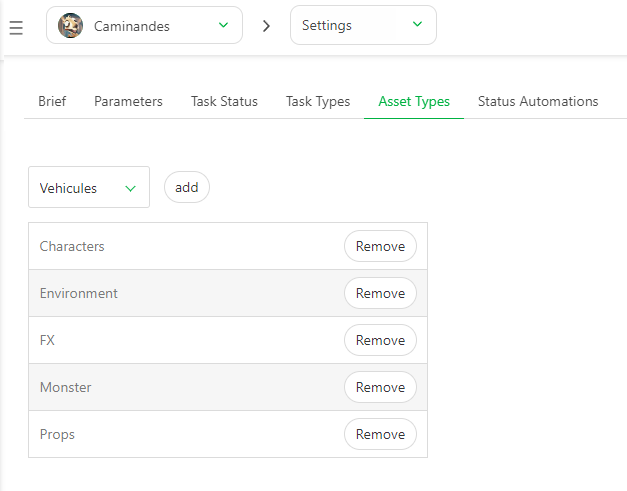 Caminandes Settings
Brief Parameters Task Status Task Types Asset Types Status Automations
Vehicules add
Characters Remove
Environment Remove
FX Remove
Monster Remove
Props Remove